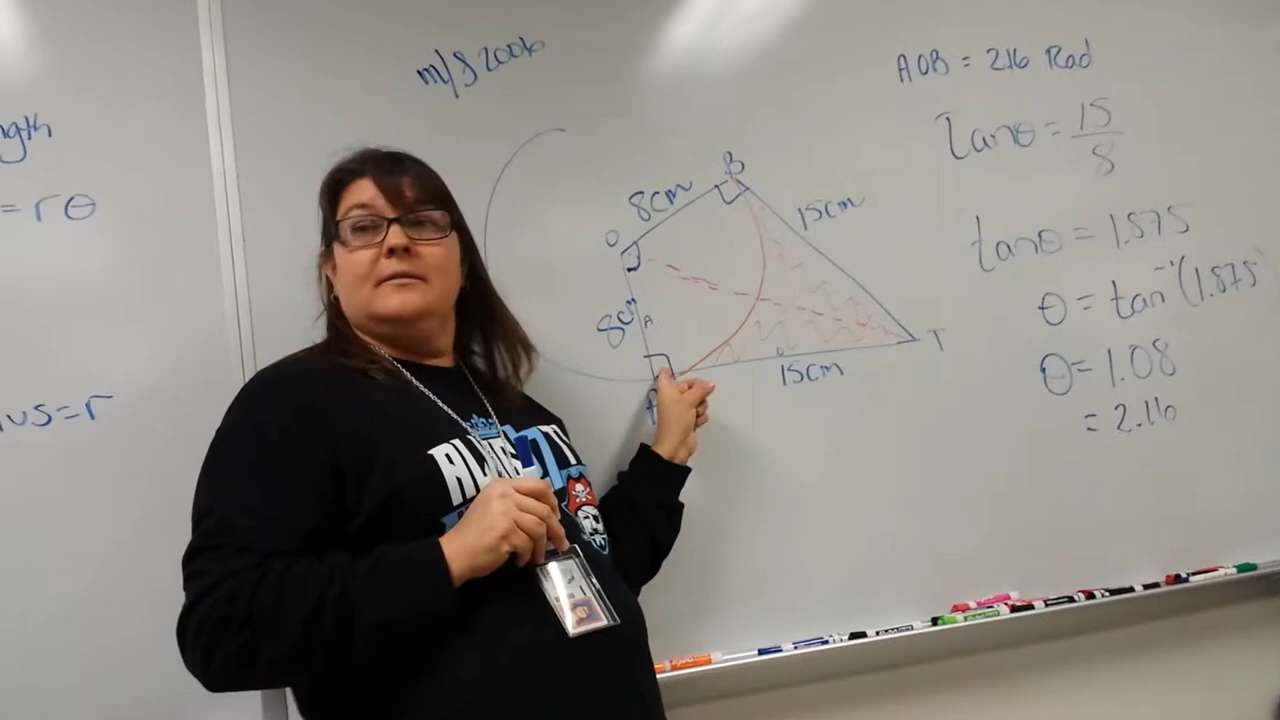 ngth
= rθ
us=r
m/s 2006
B
8cm
15cm
O
8cm
A
T
15cm
AOB = 2.16 Rad
Tanθ = 15
8
tanθ = 1.875
θ = tan⁻¹(1.875
θ = 1.08
= 2.16